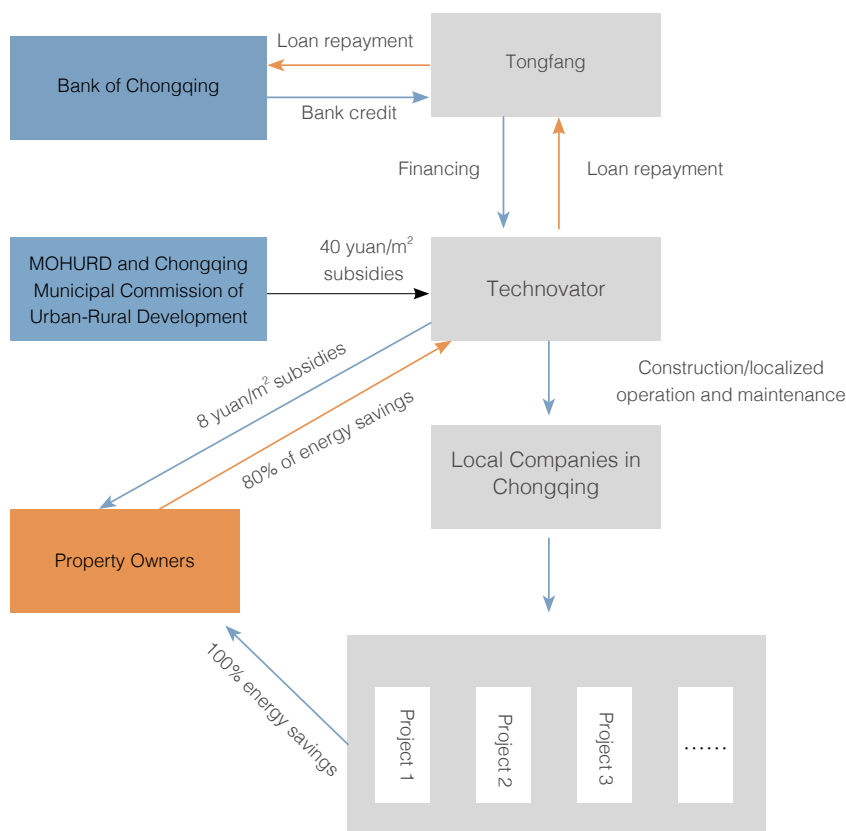 Loan repayment
Bank of Chongqing
Tongfang
Bank credit
Financing
Loan repayment
MOHURD and Chongqing
Municipal Commission of
Urban-Rural Development
40 yuan/m²
subsidies
Technovator
8 yuan/m² subsidies
80% of energy savings
Construction/localized
operation and maintenance
Local Companies in
Chongqing
Property Owners
100% energy savings
Project 1
Project 2
Project 3
......